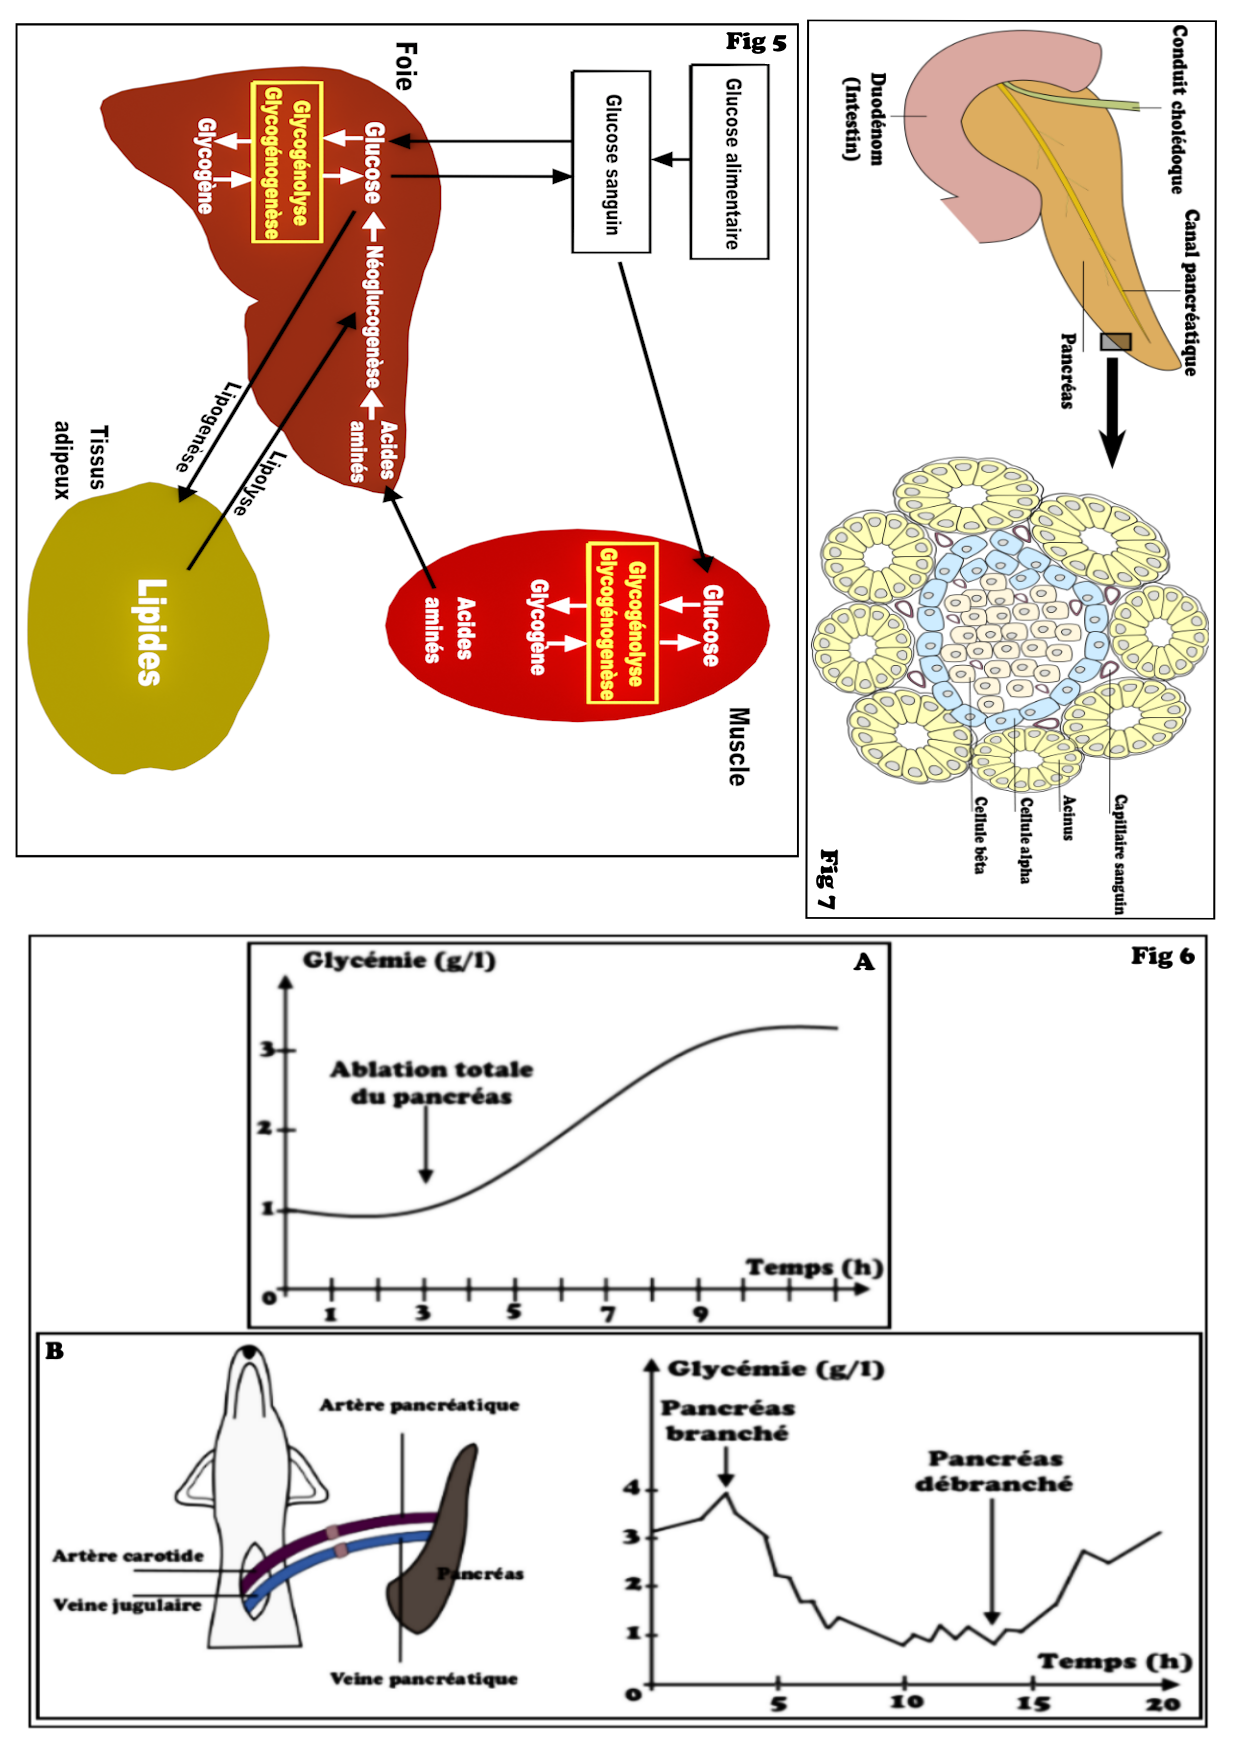 Fig 5
Glucose alimentaire
Glucose sanguin
Foie
Glucose
Glycogénolyse
Glycogénogenèse
Glycogène
Néoglucogenèse
Acides
aminés
Lipogenèse
Lipolyse
Tissus
adipeux
Lipides
Muscle
Glucose
Glycogénolyse
Glycogénogenèse
Glycogène
Acides
aminés
Conduit cholédoque
Canal pancréatique
Duodénom
(Intestin)
Pancréas
Capillaire sanguin
Acinus
Cellule alpha
Cellule bêta
Fig 7
Fig 6
A
Glycémie (g/l)
3
Ablation totale
du pancréas
2
1
Temps (h)
0
1 3 5 7 9
B
Artère pancréatique
Artère carotide
Pancréas
Veine jugulaire
Veine pancréatique
Glycémie (g/l)
Pancréas
branché
Pancréas
débranché
4
3
2
1
Temps (h)
0
5 10 15 20